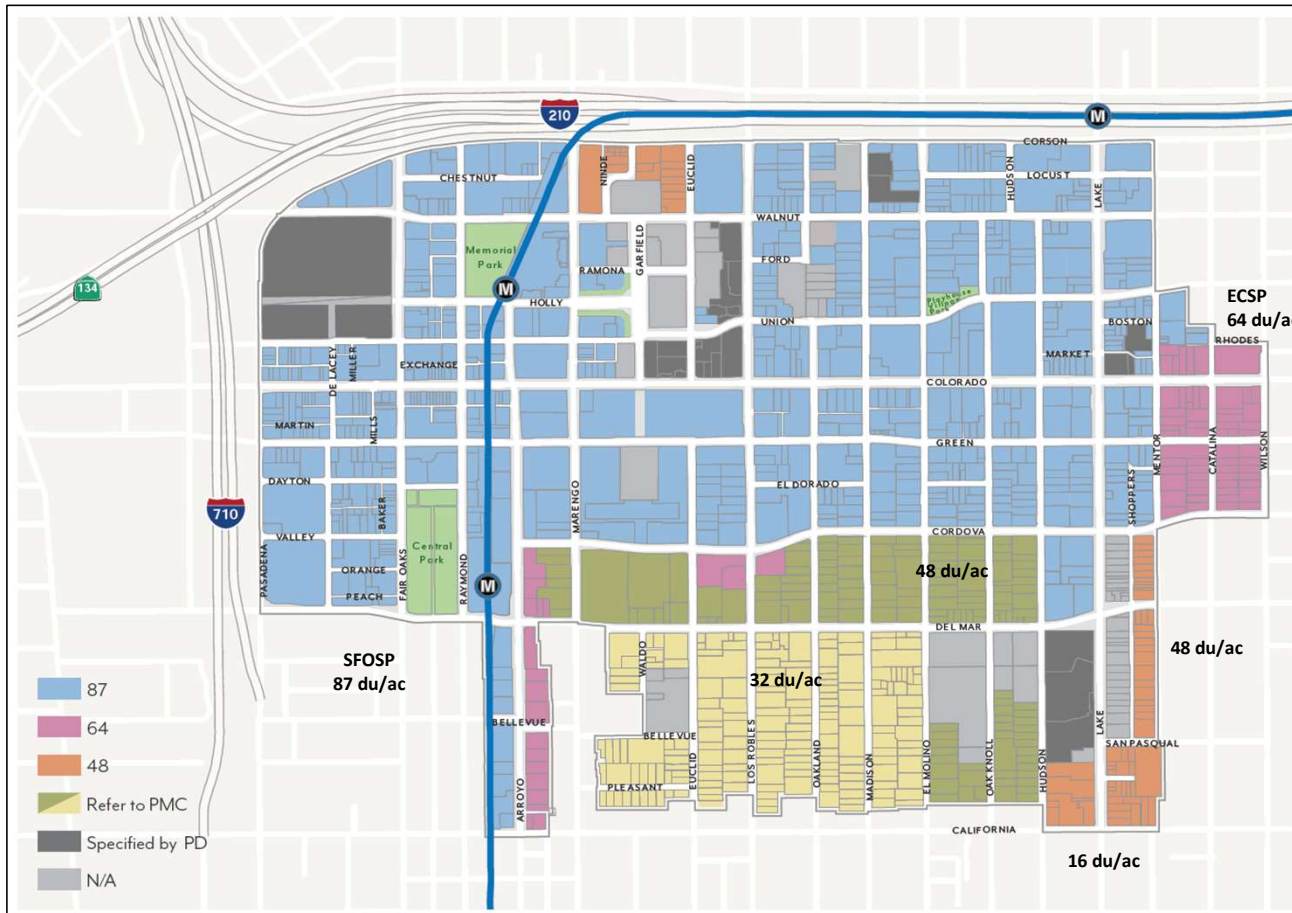 210
M
CORSON
CHESTNUT
NINDE
EUCLID
HUDSON
LOCUST
LAKE
WALNUT
Memorial
Park
GARFIELD
RAMONA
FORD
134
M
HOLLY
Playhouse
Village
Park
UNION
BOSTON
ECSP
64 du/ac
RHODES
DE LACEY
MILLER
EXCHANGE
MARKET
COLORADO
MARTIN
MILLS
GREEN
MENTOR
CATALINA
WILSON
DAYTON
EL DORADO
SHOPPERS
710
BAKER
MARENGO
VALLEY
CORDOVA
Central
Park
PASADENA
ORANGE
FAIR OAKS
RAYMOND
M
PEACH
48 du/ac
DEL MAR
SFOSP
87 du/ac
WALDO
32 du/ac
48 du/ac
87
64
48
Refer to PMC
Specified by PD
N/A
BELLEVUE
BELLEVUE
SAN PASQUAL
ARROYO
PLEASANT
EUCLID
LOS ROBLES
OAKLAND
MADISON
EL MOLINO
OAK KNOLL
HUDSON
LAKE
CALIFORNIA
16 du/ac